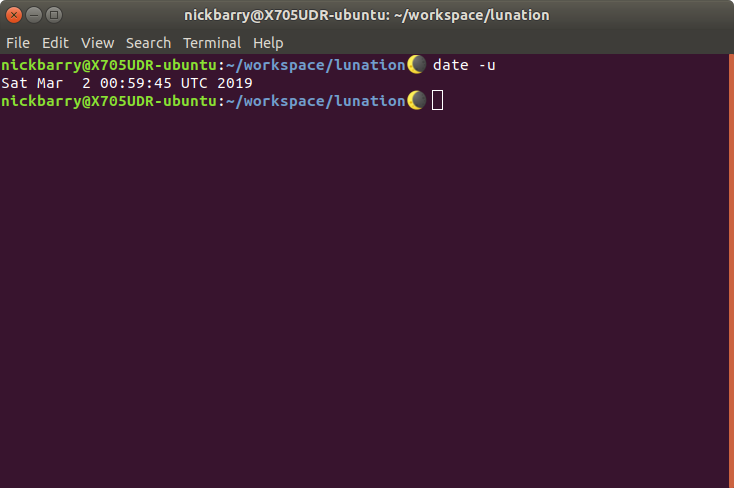 nickbarry@X705UDR-ubuntu: ~/workspace/lunation
File Edit View Search Terminal Help
nickbarry@X705UDR-ubuntu:~/workspace/lunation🌘 date -u
Sat Mar  2 00:59:45 UTC 2019
nickbarry@X705UDR-ubuntu:~/workspace/lunation🌘